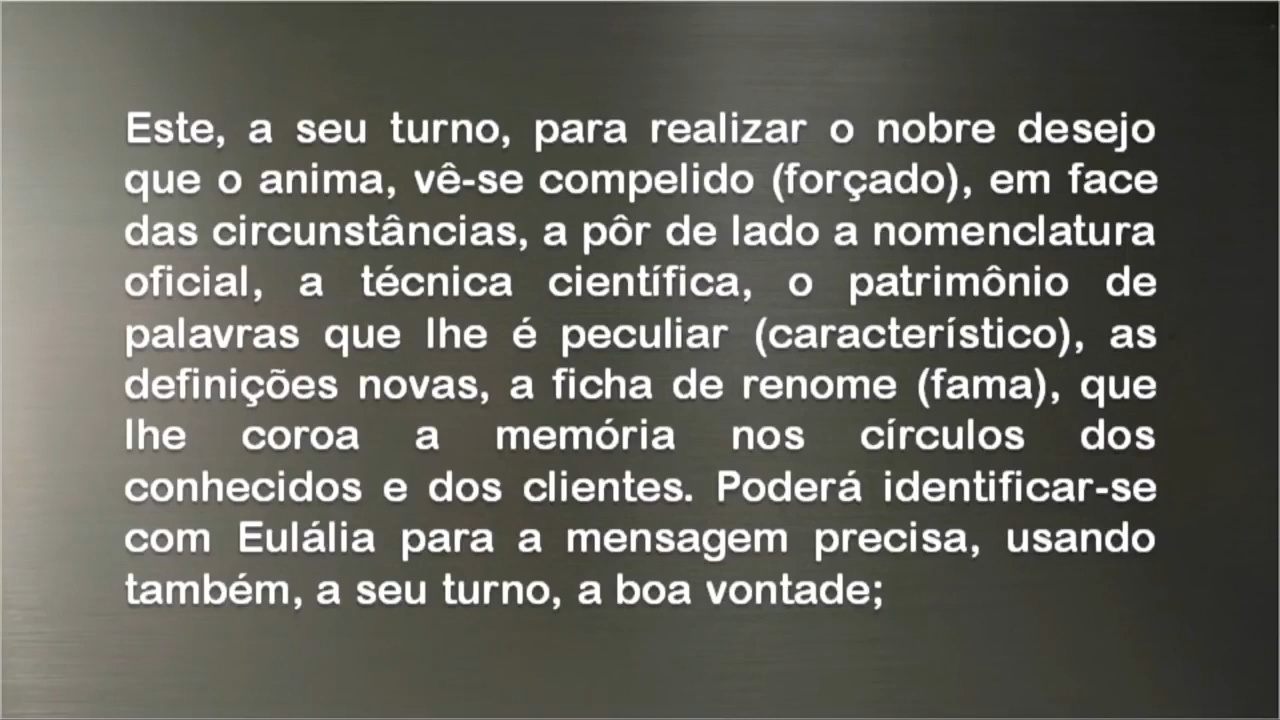 Este, a seu turno, para realizar o nobre desejo
que o anima, vê-se compelido (forçado), em face
das circunstâncias, a pôr de lado a nomenclatura
oficial, a técnica científica, o patrimônio de
palavras que lhe é peculiar (característico), as
definições novas, a ficha de renome (fama), que
lhe coroa a memória nos círculos dos
conhecidos e dos clientes. Poderá identificar-se
com Eulália para a mensagem precisa, usando
também, a seu turno, a boa vontade;